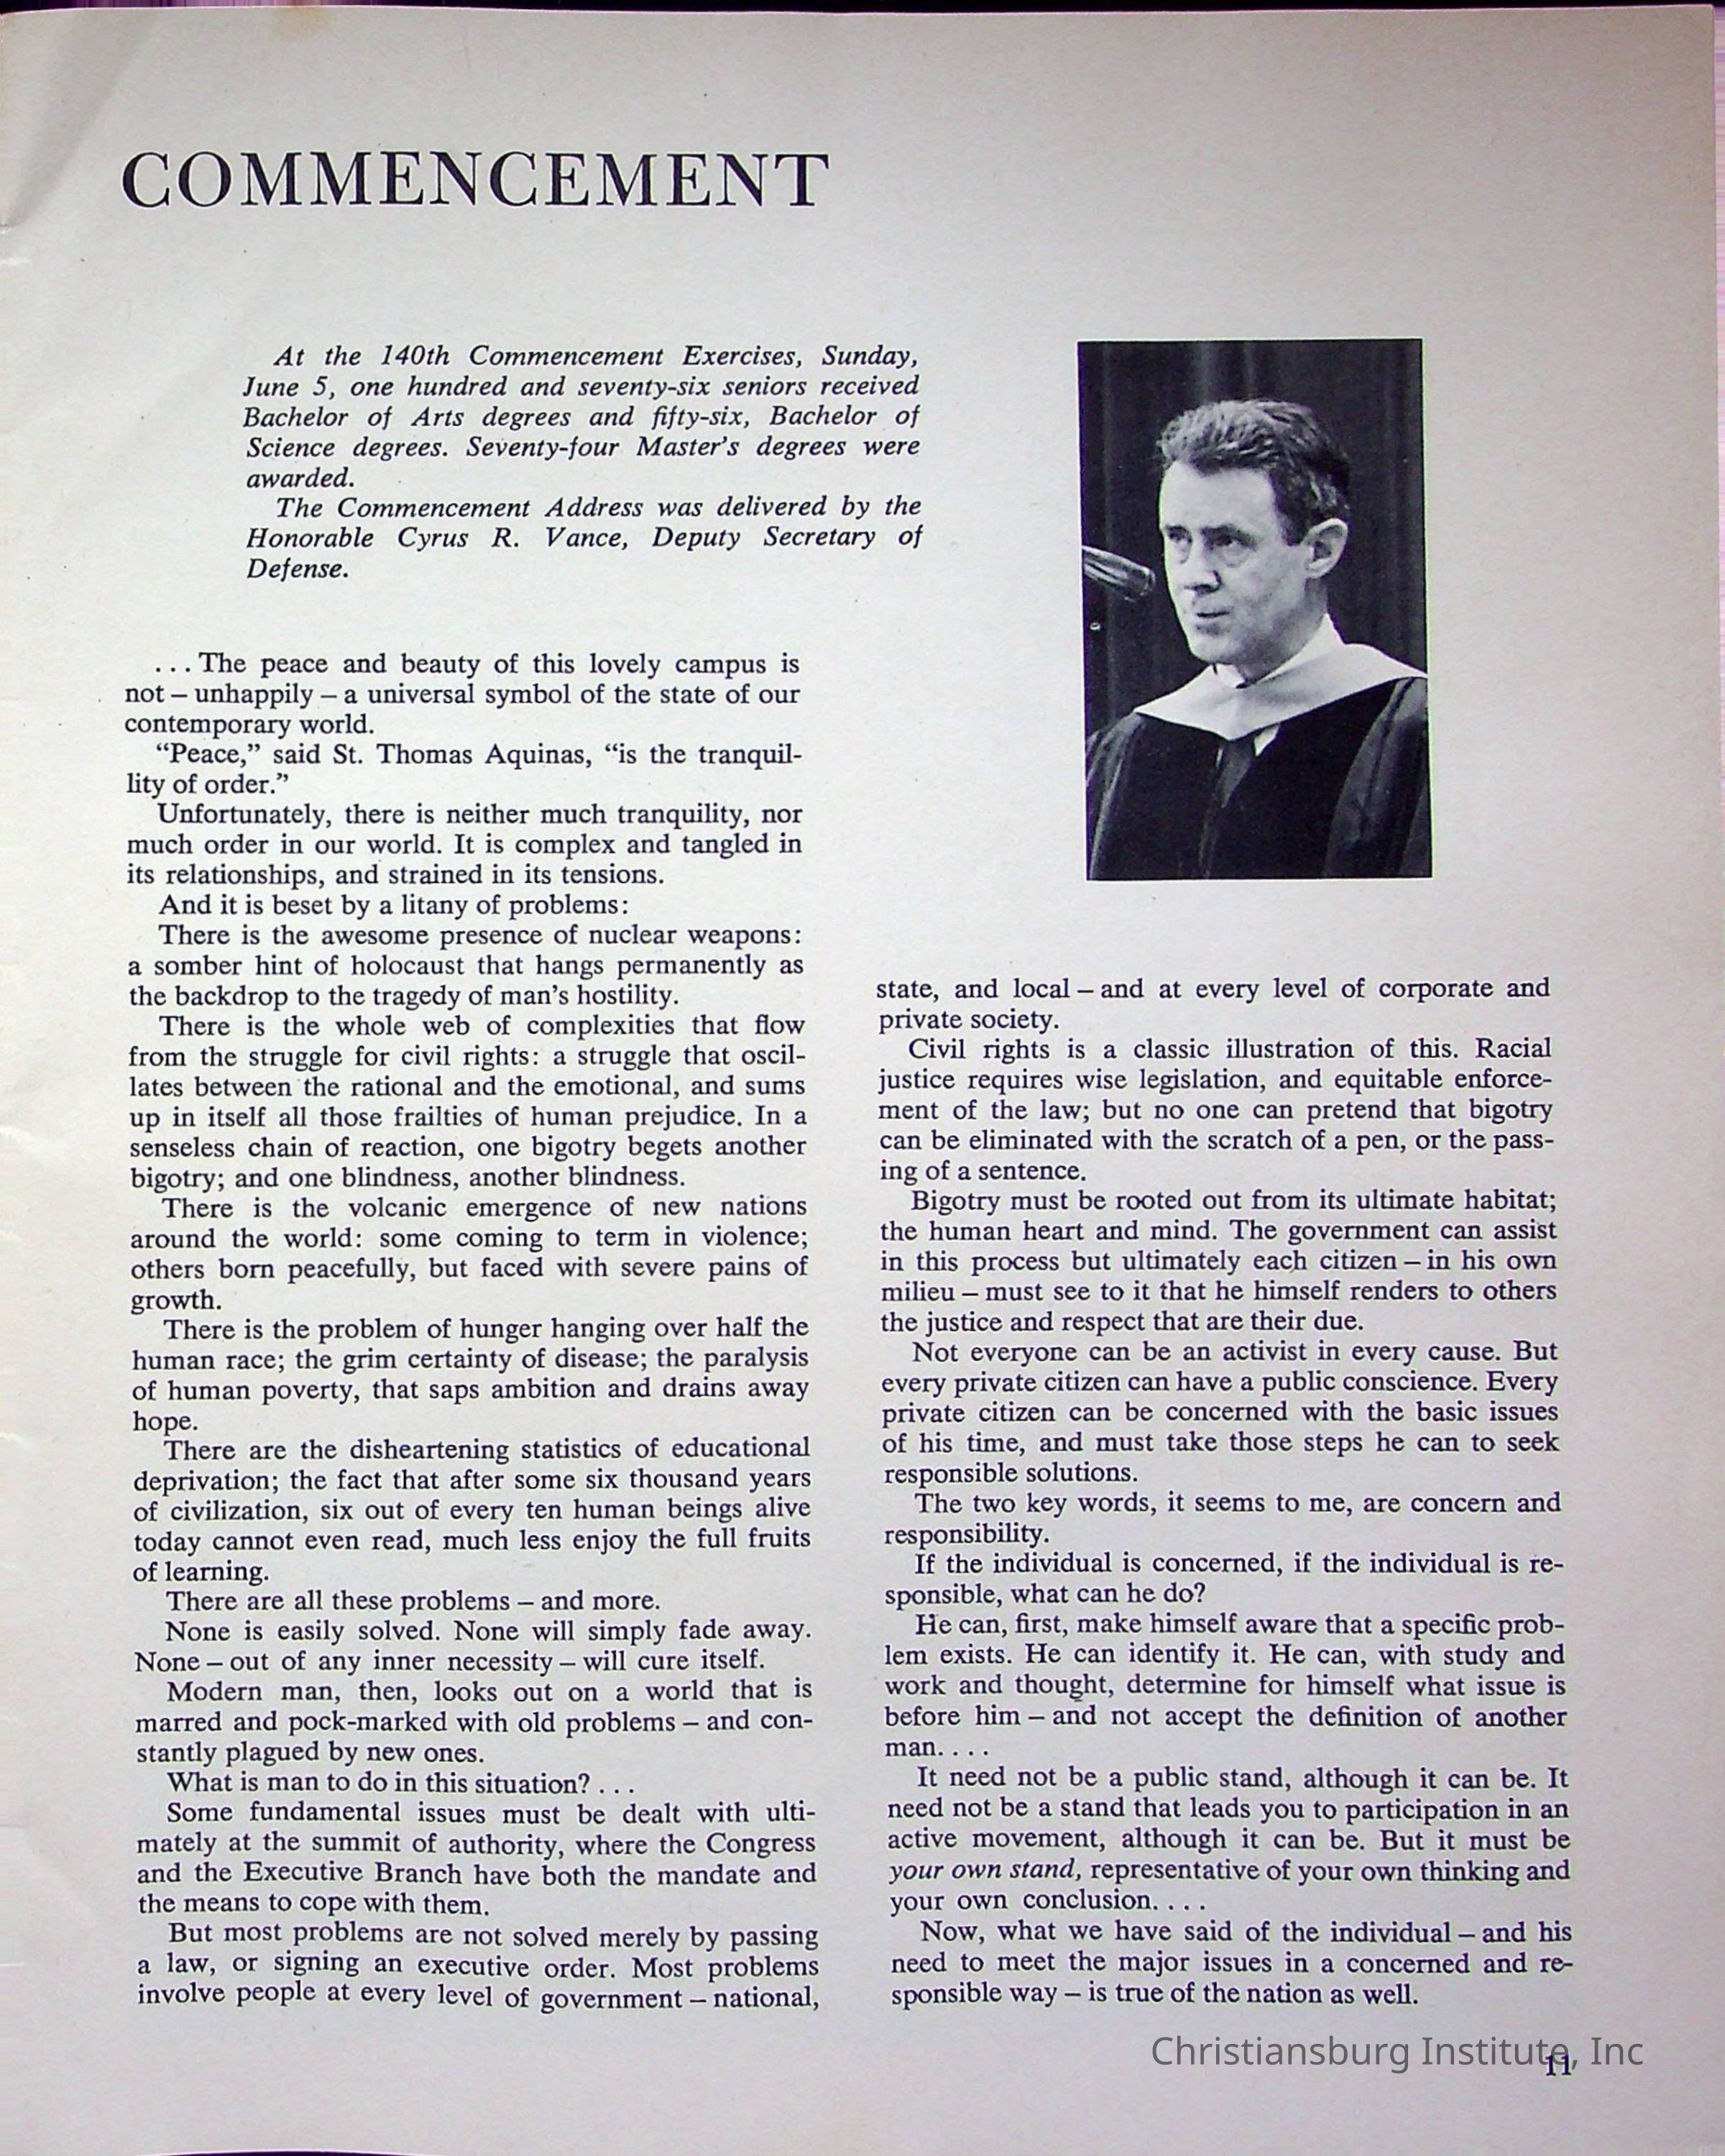 COMMENCEMENT
At the 140th Commencement Exercises, Sunday,
June 5, one hundred and seventy-six seniors received
Bachelor of Arts degrees and fifty-six, Bachelor of
Science degrees. Seventy-four Master's degrees were
awarded.
The Commencement Address was delivered by the
Honorable Cyrus R. Vance, Deputy Secretary of
Defense.
... The peace and beauty of this lovely campus is
not – unhappily – a universal symbol of the state of our
contemporary world.
“Peace,” said St. Thomas Aquinas, “is the tranquil-
lity of order.”
Unfortunately, there is neither much tranquility, nor
much order in our world. It is complex and tangled in
its relationships, and strained in its tensions.
And it is beset by a litany of problems:
There is the awesome presence of nuclear weapons:
a somber hint of holocaust that hangs permanently as
the backdrop to the tragedy of man's hostility.
There is the whole web of complexities that flow
from the struggle for civil rights: a struggle that oscil-
lates between the rational and the emotional, and sums
up in itself all those frailties of human prejudice. In a
senseless chain of reaction, one bigotry begets another
bigotry; and one blindness, another blindness.
There is the volcanic emergence of new nations
around the world: some coming to term in violence;
others born peacefully, but faced with severe pains of
growth.
There is the problem of hunger hanging over half the
human race; the grim certainty of disease; the paralysis
of human poverty, that saps ambition and drains away
hope.
There are the disheartening statistics of educational
deprivation; the fact that after some six thousand years
of civilization, six out of every ten human beings alive
today cannot even read, much less enjoy the full fruits
of learning.
There are all these problems – and more.
None is easily solved. None will simply fade away.
None – out of any inner necessity – will cure itself.
Modern man, then, looks out on a world that is
marred and pock-marked with old problems – and con-
stantly plagued by new ones.
What is man to do in this situation? ...
Some fundamental issues must be dealt with ulti-
mately at the summit of authority, where the Congress
and the Executive Branch have both the mandate and
the means to cope with them.
But most problems are not solved merely by passing
a law, or signing an executive order. Most problems
involve people at every level of government – national,
state, and local – and at every level of corporate and
private society.
Civil rights is a classic illustration of this. Racial
justice requires wise legislation, and equitable enforce-
ment of the law; but no one can pretend that bigotry
can be eliminated with the scratch of a pen, or the pass-
ing of a sentence.
Bigotry must be rooted out from its ultimate habitat;
the human heart and mind. The government can assist
in this process but ultimately each citizen – in his own
milieu – must see to it that he himself renders to others
the justice and respect that are their due.
Not everyone can be an activist in every cause. But
every private citizen can have a public conscience. Every
private citizen can be concerned with the basic issues
of his time, and must take those steps he can to seek
responsible solutions.
The two key words, it seems to me, are concern and
responsibility.
If the individual is concerned, if the individual is re-
sponsible, what can he do?
He can, first, make himself aware that a specific prob-
lem exists. He can identify it. He can, with study and
work and thought, determine for himself what issue is
before him – and not accept the definition of another
man. . . .
It need not be a public stand, although it can be. It
need not be a stand that leads you to participation in an
active movement, although it can be. But it must be
your own stand, representative of your own thinking and
your own conclusion. . . .
Now, what we have said of the individual – and his
need to meet the major issues in a concerned and re-
sponsible way – is true of the nation as well.
Christiansburg Institute, Inc
11